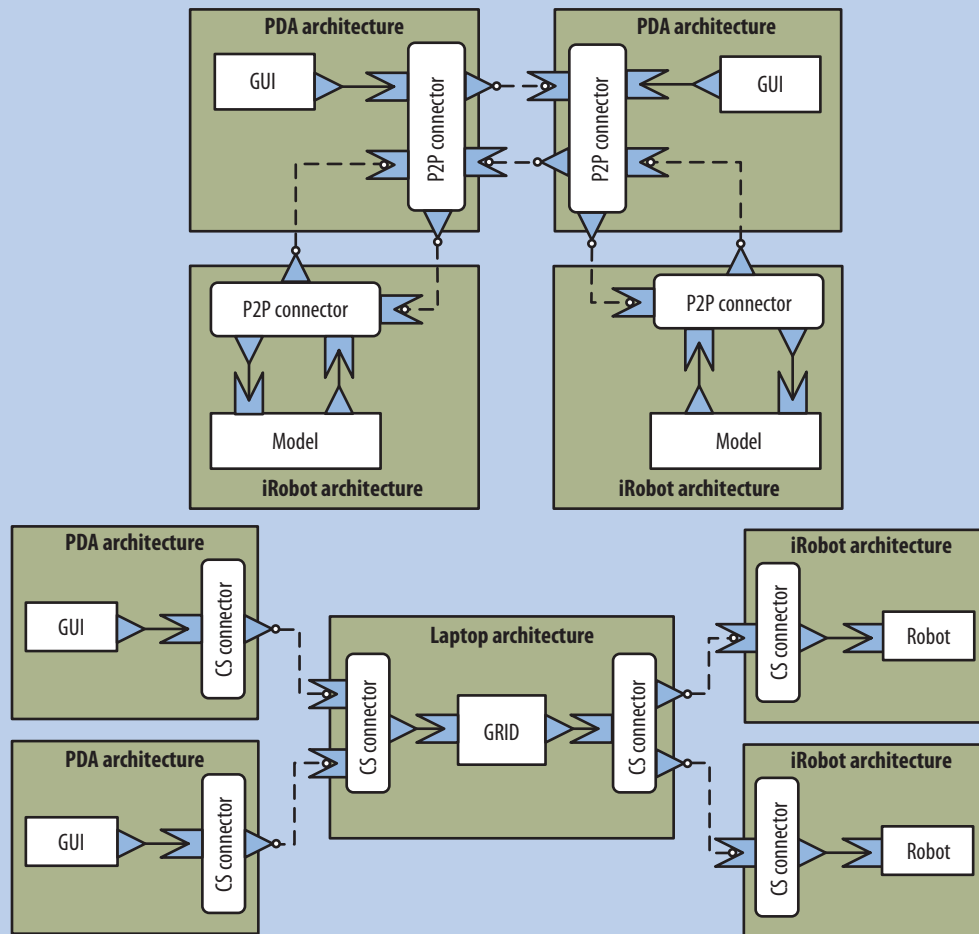 PDA architecture
GUI
P2P connector
PDA architecture
P2P connector
GUI
P2P connector
Model
iRobot architecture
P2P connector
Model
iRobot architecture
PDA architecture
GUI
CS connector
PDA architecture
GUI
CS connector
Laptop architecture
CS connector
GRID
CS connector
iRobot architecture
CS connector
Robot
iRobot architecture
CS connector
Robot